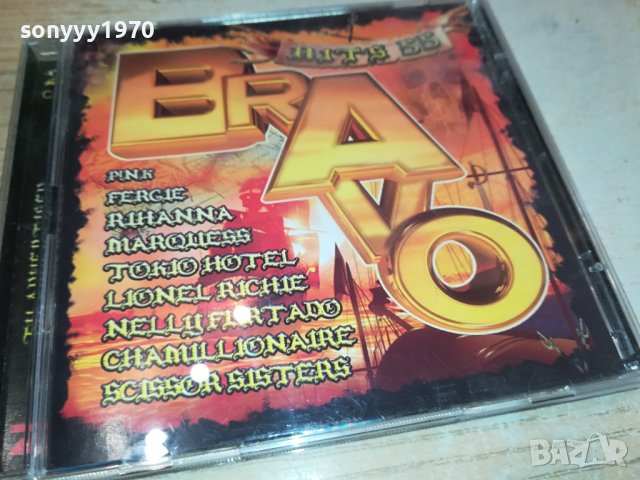 sonyyy1970
HITS 55
BRAVO
P!NK
FERGIE
RIHANNA
MARQUESS
TOKIO HOTEL
LIONEL RICHIE
NELLY FURTADO
CHAMILLIONAIRE
SCISSOR SISTERS
BAZAR